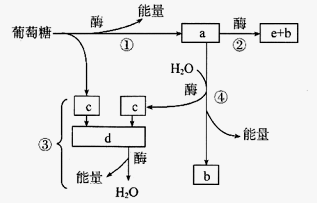 能量
葡萄糖 酶 a 酶 e+b
① ②
H₂O
c c 酶 ④
③ d
酶 能量
能量
H₂O b